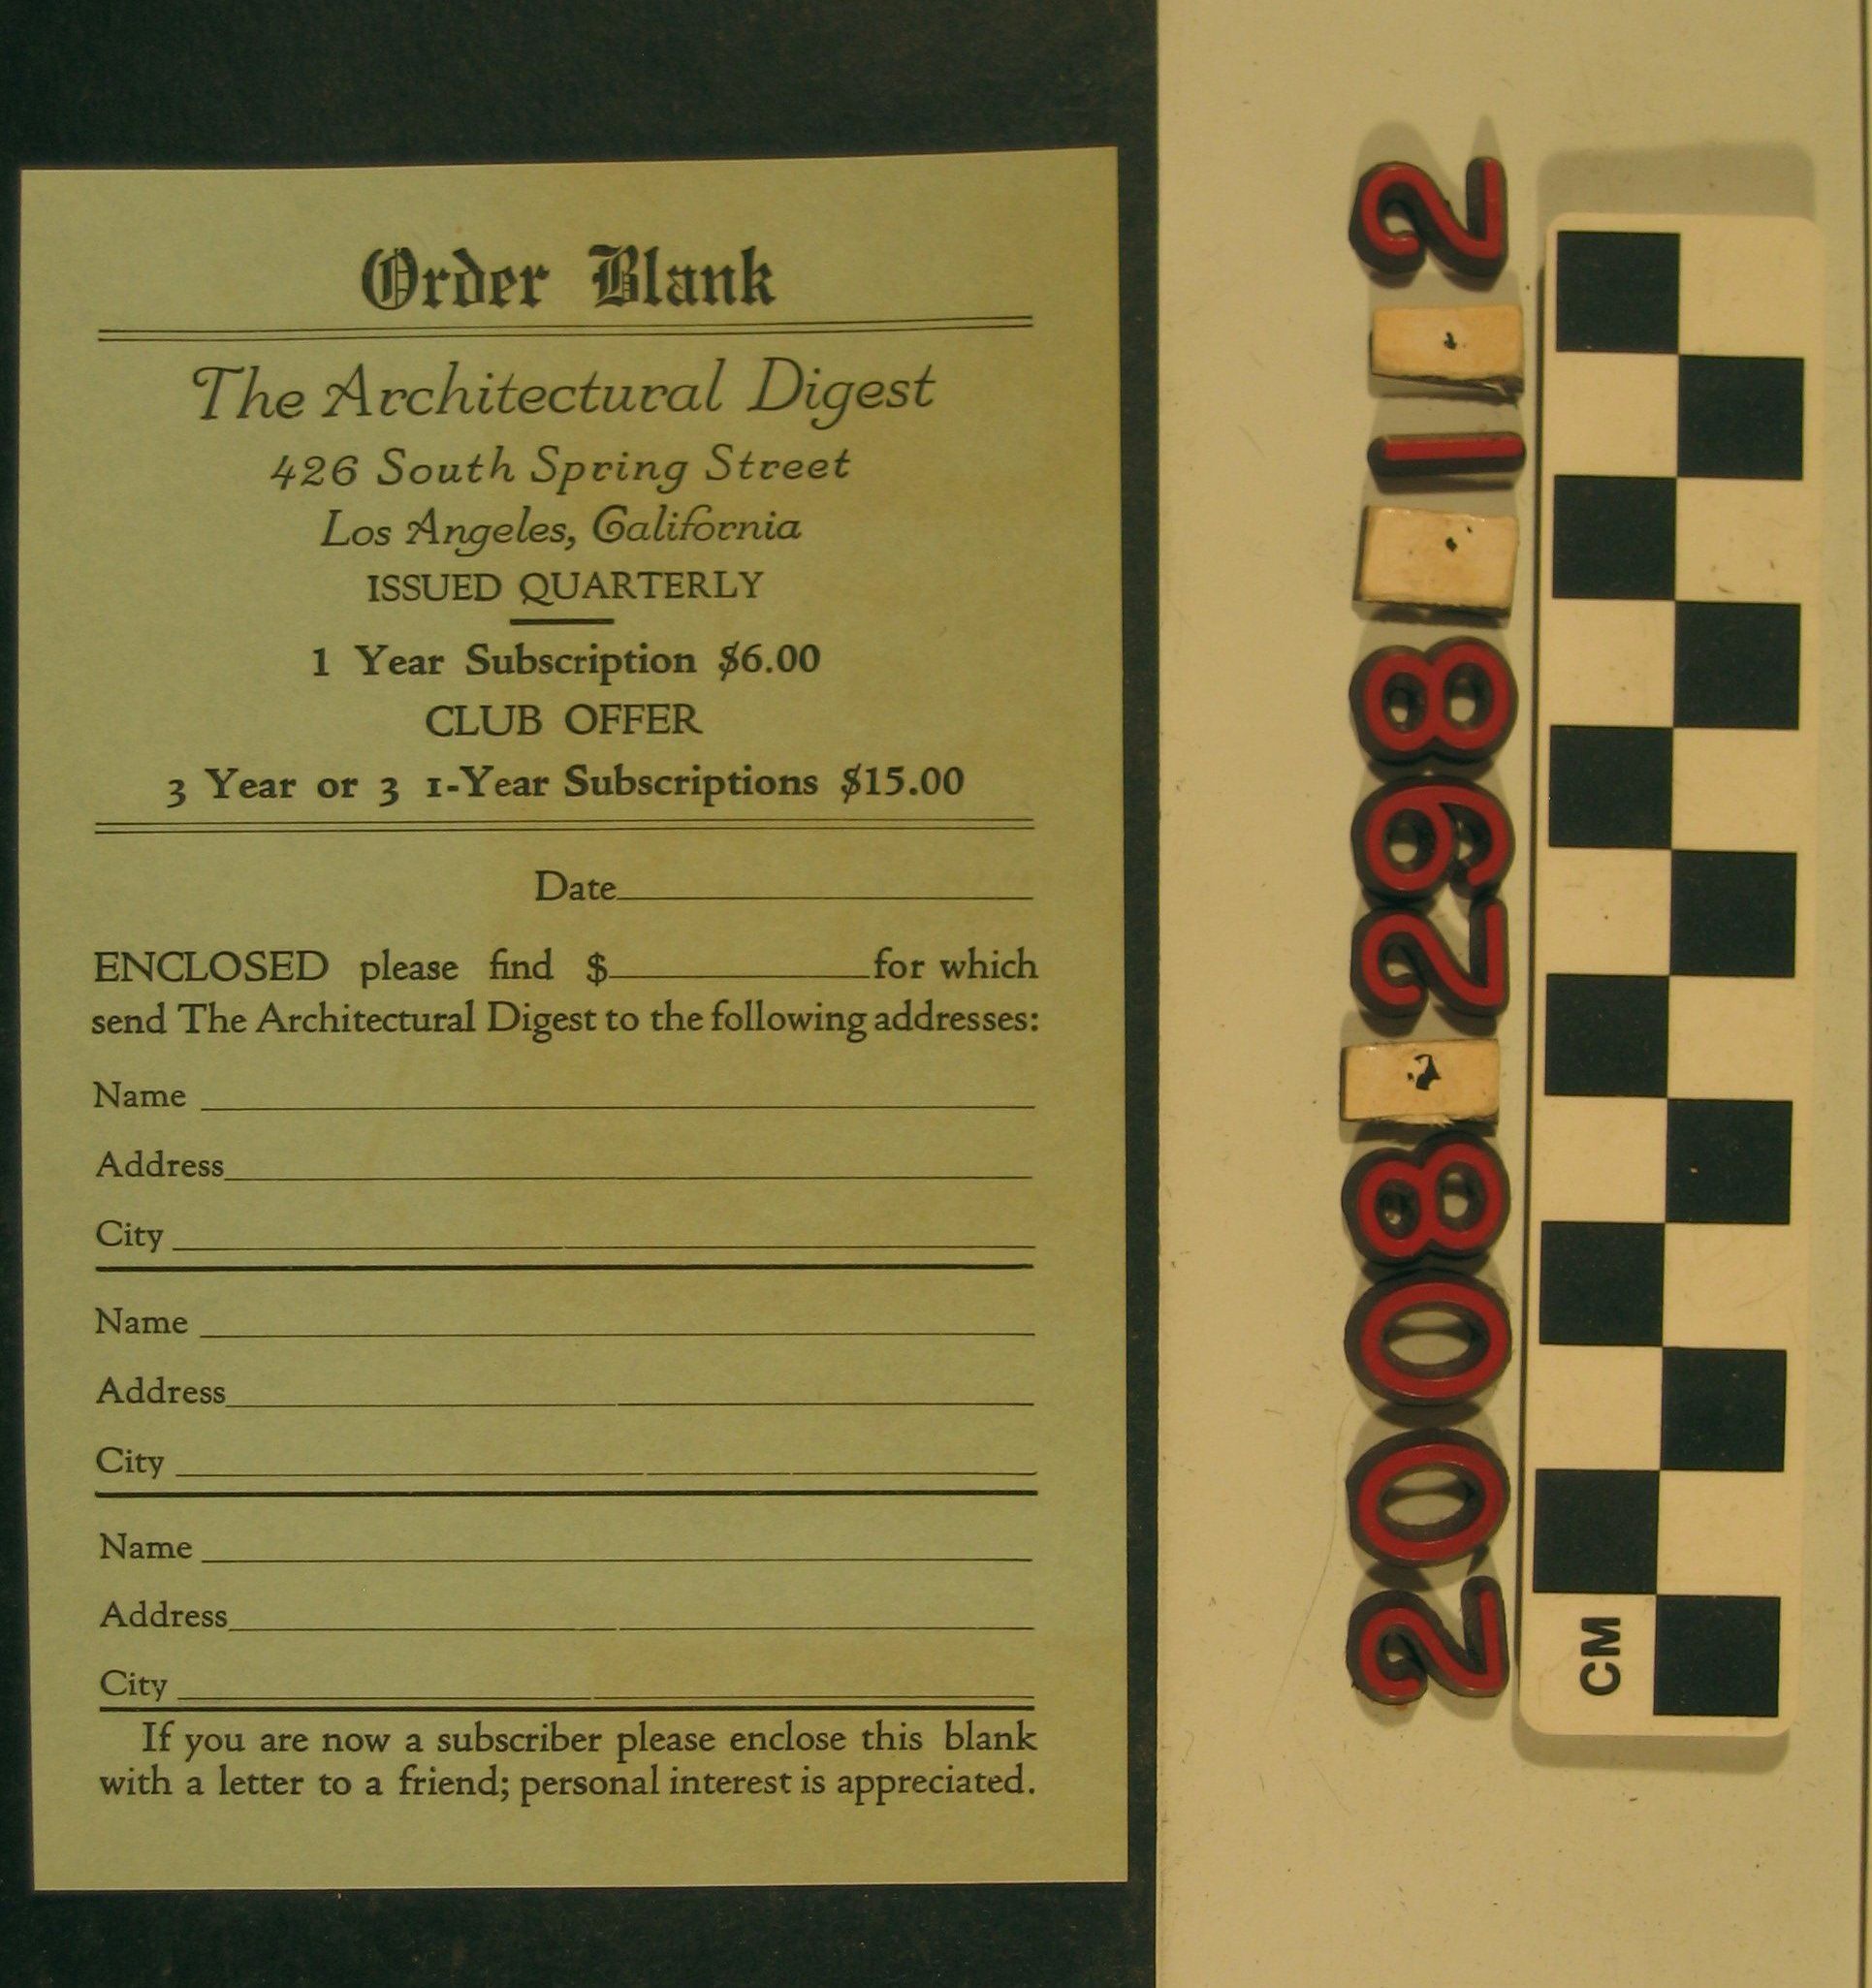 Order Blank
The Architectural Digest
426 South Spring Street
Los Angeles, California
ISSUED QUARTERLY
1 Year Subscription $6.00
CLUB OFFER
3 Year or 3 1-Year Subscriptions $15.00
Date
ENCLOSED please find $ for which
send The Architectural Digest to the following addresses:
Name
Address
City
Name
Address
City
Name
Address
City
If you are now a subscriber please enclose this blank
with a letter to a friend; personal interest is appreciated.
2008.298.1.2
CM